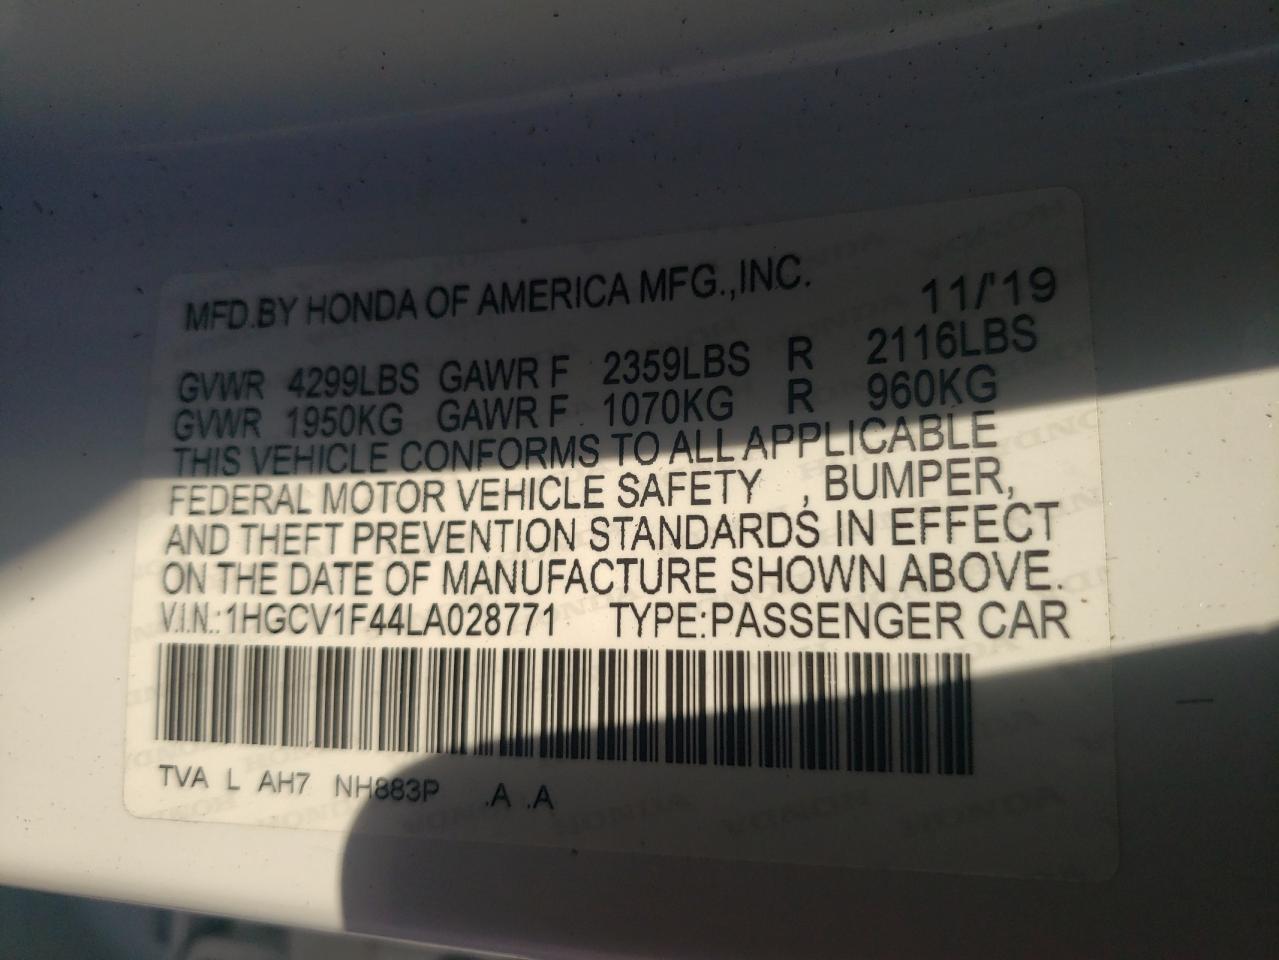 MFD.BY HONDA OF AMERICA MFG.,INC. 11/'19
GVWR 4299LBS GAWR F 2359LBS R 2116LBS
GVWR 1950KG GAWR F 1070KG R 960KG
THIS VEHICLE CONFORMS TO ALL APPLICABLE
FEDERAL MOTOR VEHICLE SAFETY , BUMPER,
AND THEFT PREVENTION STANDARDS IN EFFECT
ON THE DATE OF MANUFACTURE SHOWN ABOVE.
V.I.N.:1HGCV1F44LA028771 TYPE:PASSENGER CAR
TVA L AH7 NH883P .A .A